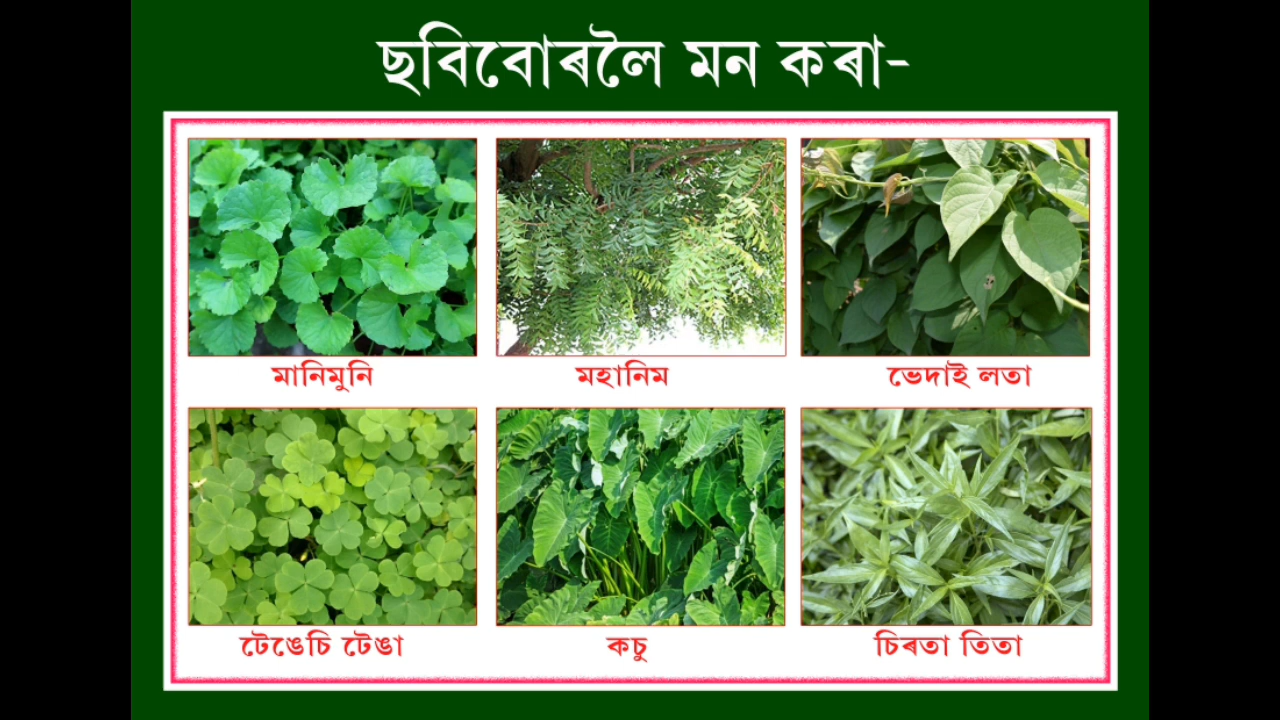 ছবিবোৰলৈ মন কৰা-
মানিমুনি
মহানিম
ভেদাই লতা
টেঙেচি টেঙা
কচু
চিৰতা তিতা